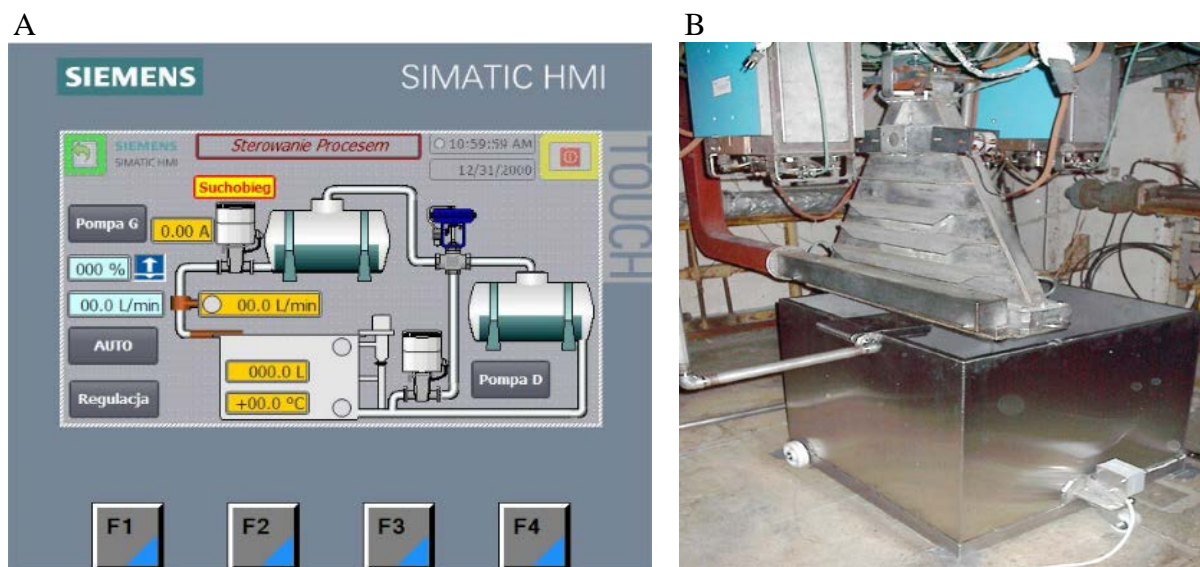 A
B
SIEMENS
SIMATIC HMI
SIEMENS
SIMATIC HMI
Sterowanie Procesem
10:59:59 AM
12/31/2000
TOUCH
Suchobieg
Pompa G
0.00 A
000 %
00.0 L/min
00.0 L/min
AUTO
000.0 L
Pompa D
Regulacja
+00.0 °C
F1
F2
F3
F4